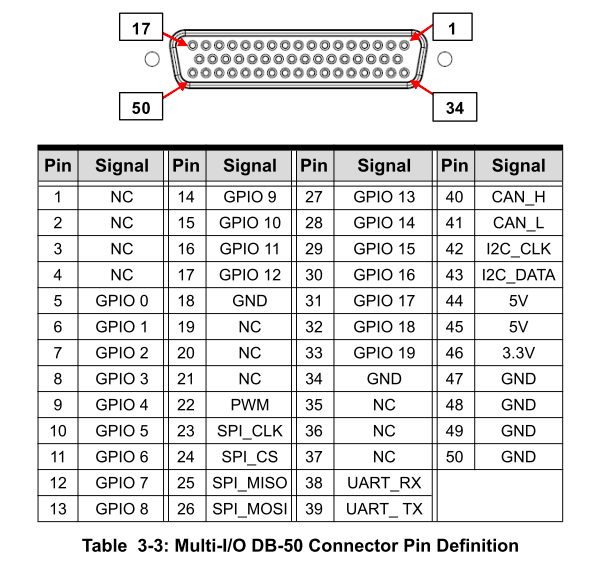 17 1
50 34
Pin Signal Pin Signal Pin Signal Pin Signal
1 NC 14 GPIO 9 27 GPIO 13 40 CAN_H
2 NC 15 GPIO 10 28 GPIO 14 41 CAN_L
3 NC 16 GPIO 11 29 GPIO 15 42 I2C_CLK
4 NC 17 GPIO 12 30 GPIO 16 43 I2C_DATA
5 GPIO 0 18 GND 31 GPIO 17 44 5V
6 GPIO 1 19 NC 32 GPIO 18 45 5V
7 GPIO 2 20 NC 33 GPIO 19 46 3.3V
8 GPIO 3 21 NC 34 GND 47 GND
9 GPIO 4 22 PWM 35 NC 48 GND
10 GPIO 5 23 SPI_CLK 36 NC 49 GND
11 GPIO 6 24 SPI_CS 37 NC 50 GND
12 GPIO 7 25 SPI_MISO 38 UART_RX
13 GPIO 8 26 SPI_MOSI 39 UART_ TX
Table 3-3: Multi-I/O DB-50 Connector Pin Definition